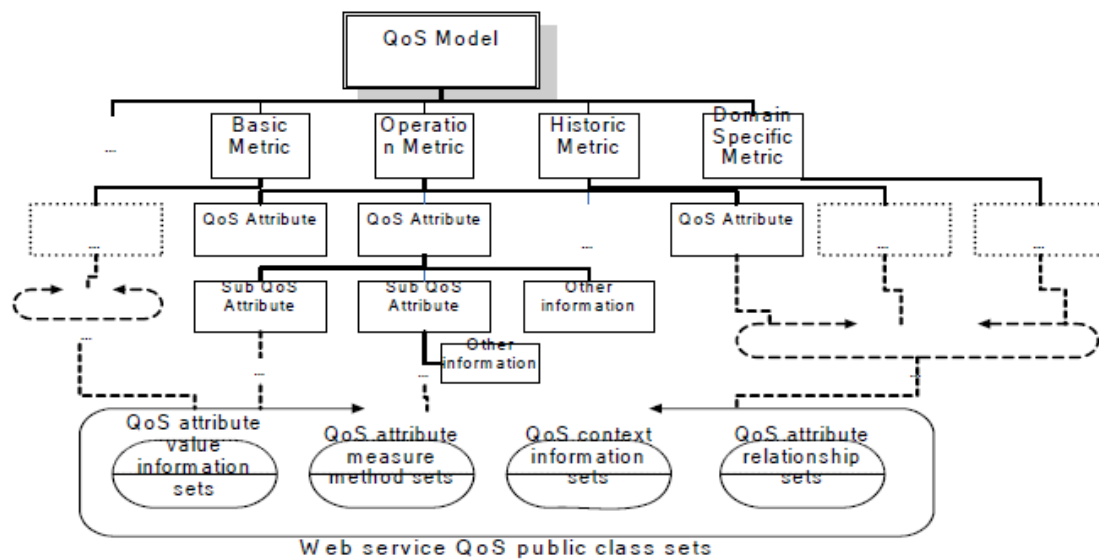 QoS Model
Basic
Metric
Operatio
n Metric
Historic
Metric
Domain
Specific
Metric
...
QoS Attribute
QoS Attribute
QoS Attribute
...
...
...
...
Sub QoS
Attribute
Sub QoS
Attribute
Other
information
Other
information
...
...
...
...
QoS attribute
value
information
sets
QoS attribute
measure
method sets
QoS context
information
sets
QoS attribute
relationship
sets
Web service QoS public class sets